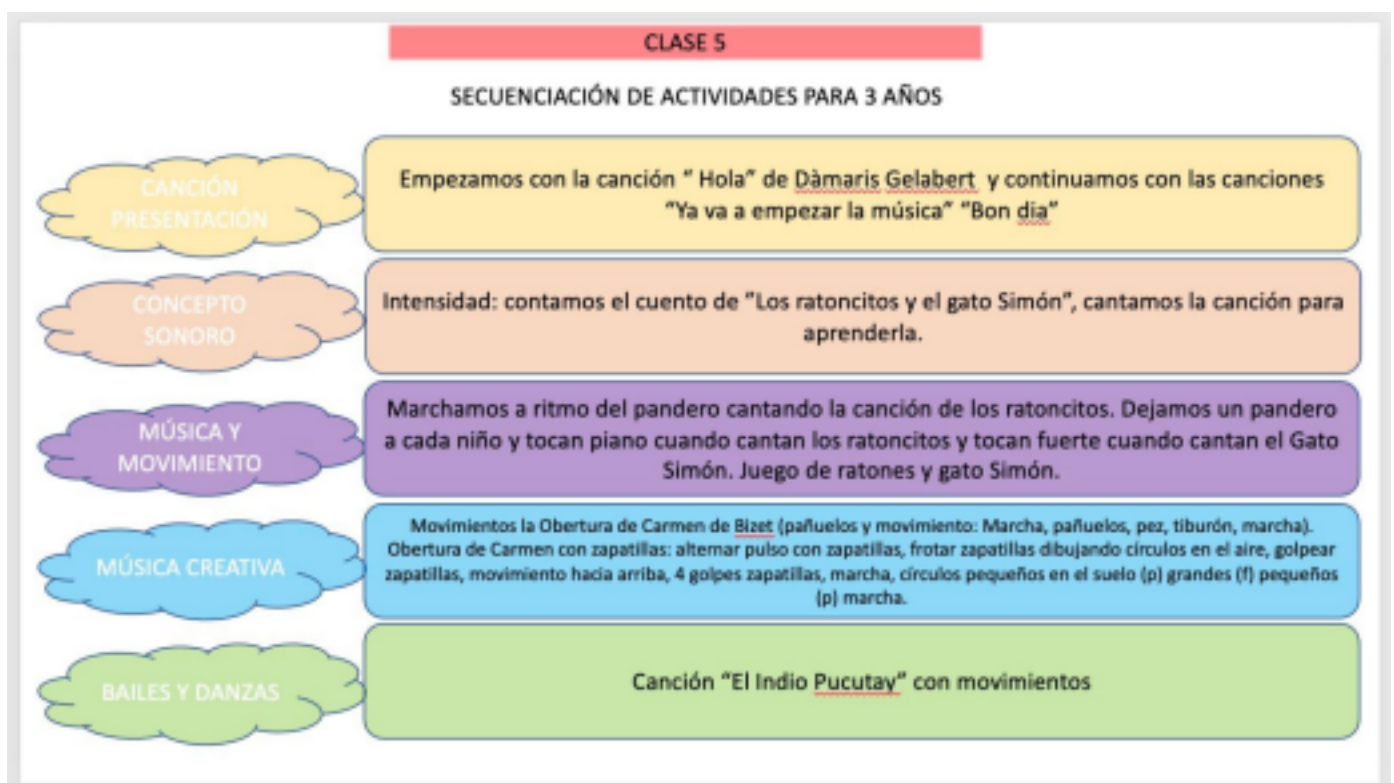 CLASE 5
SECUENCIACIÓN DE ACTIVIDADES PARA 3 AÑOS
CANCIÓN
PRESENTACIÓN
Empezamos con la canción “ Hola” de Dàmaris Gelabert y continuamos con las canciones
“Ya va a empezar la música” “Bon dia”
CONCEPTO
SONORO
Intensidad: contamos el cuento de “Los ratoncitos y el gato Simón”, cantamos la canción para
aprenderla.
MÚSICA Y
MOVIMIENTO
Marchamos a ritmo del pandero cantando la canción de los ratoncitos. Dejamos un pandero
a cada niño y tocan piano cuando cantan los ratoncitos y tocan fuerte cuando cantan el Gato
Simón. Juego de ratones y gato Simón.
MÚSICA CREATIVA
Movimientos la Obertura de Carmen de Bizet (pañuelos y movimiento: Marcha, pañuelos, pez, tiburón, marcha).
Obertura de Carmen con zapatillas: alternar pulso con zapatillas, frotar zapatillas dibujando círculos en el aire, golpear
zapatillas, movimiento hacia arriba, 4 golpes zapatillas, marcha, círculos pequeños en el suelo (p) grandes (f) pequeños
(p) marcha.
BAILES Y DANZAS
Canción “El Indio Pucutay” con movimientos